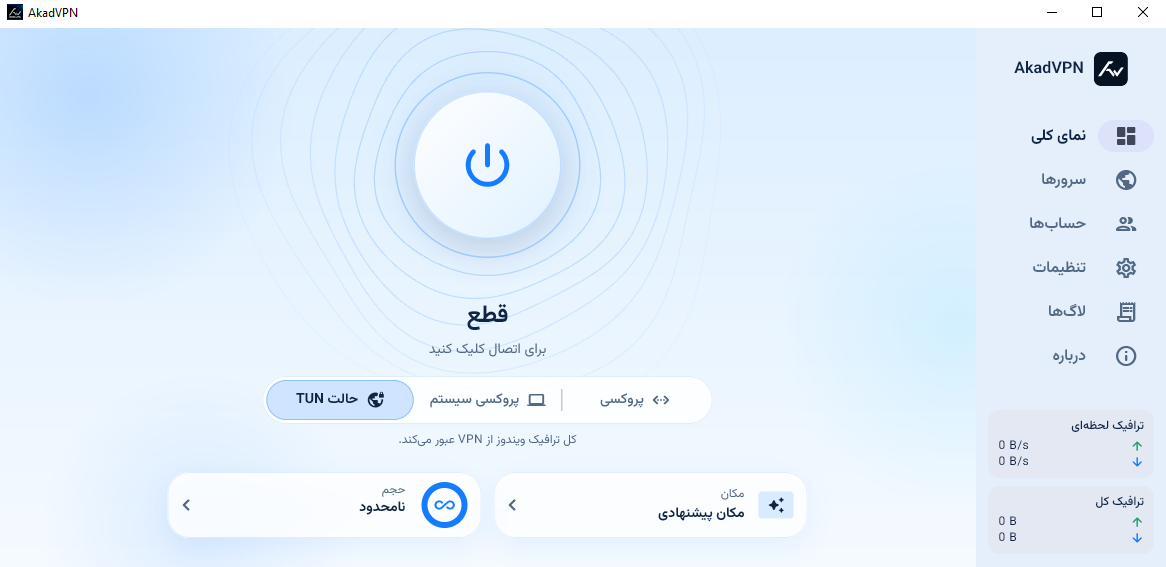 AkadVPN
AkadVPN
نمای کلی
سرورها
حساب‌ها
تنظیمات
لاگ‌ها
درباره
ترافیک لحظه‌ای
0 B/s
0 B/s
ترافیک کل
0 B
0 B
قطع
برای اتصال کلیک کنید
پروکسی
پروکسی سیستم
حالت TUN
کل ترافیک ویندوز از VPN عبور می‌کند.
مکان
مکان پیشنهادی
حجم
نامحدود